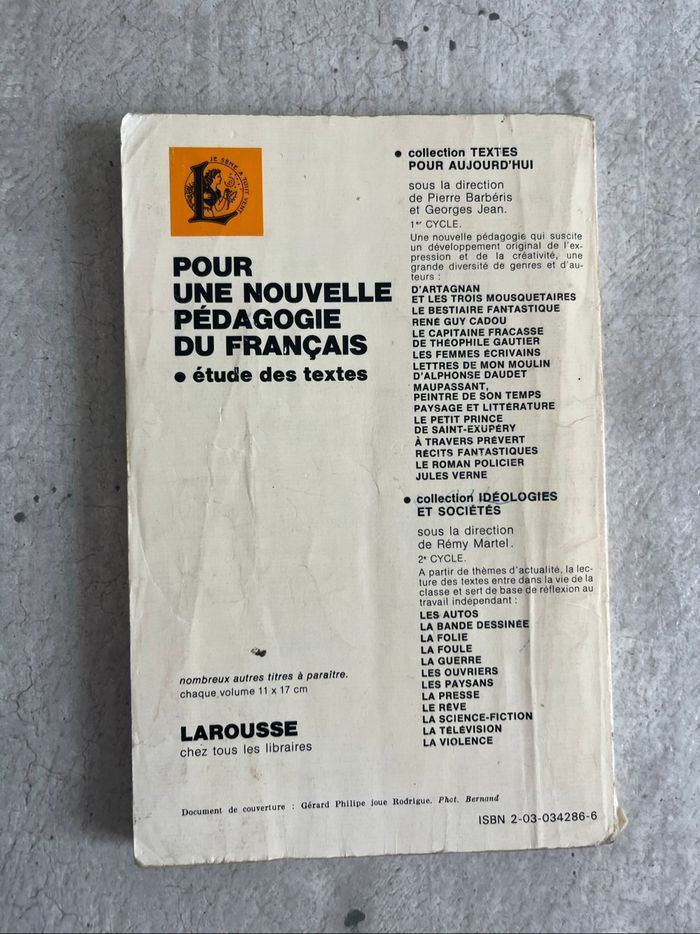 JE SÈME A TOUT VENT
POUR
UNE NOUVELLE
PÉDAGOGIE
DU FRANÇAIS
• étude des textes
nombreux autres titres à paraître.
chaque volume 11 x 17 cm
LAROUSSE
chez tous les libraires
• collection TEXTES
POUR AUJOURD'HUI
sous la direction
de Pierre Barbéris
et Georges Jean.
1er CYCLE.
Une nouvelle pédagogie qui suscite
un développement original de l'ex-
pression et de la créativité, une
grande diversité de genres et d'au-
teurs :
D'ARTAGNAN
ET LES TROIS MOUSQUETAIRES
LE BESTIAIRE FANTASTIQUE
RENÉ GUY CADOU
LE CAPITAINE FRACASSE
DE THÉOPHILE GAUTIER
LES FEMMES ÉCRIVAINS
LETTRES DE MON MOULIN
D'ALPHONSE DAUDET
MAUPASSANT,
PEINTRE DE SON TEMPS
PAYSAGE ET LITTÉRATURE
LE PETIT PRINCE
DE SAINT-EXUPÉRY
À TRAVERS PRÉVERT
RÉCITS FANTASTIQUES
LE ROMAN POLICIER
JULES VERNE
• collection IDÉOLOGIES
ET SOCIÉTÉS
sous la direction
de Rémy Martel.
2e CYCLE.
A partir de thèmes d'actualité, la lec-
ture des textes entre dans la vie de la
classe et sert de base de réflexion au
travail indépendant :
LES AUTOS
LA BANDE DESSINÉE
LA FOLIE
LA FOULE
LA GUERRE
LES OUVRIERS
LES PAYSANS
LA PRESSE
LE RÊVE
LA SCIENCE-FICTION
LA TÉLÉVISION
LA VIOLENCE
Document de couverture : Gérard Philipe joue Rodrigue. Phot. Bernand
ISBN 2-03-034286-6